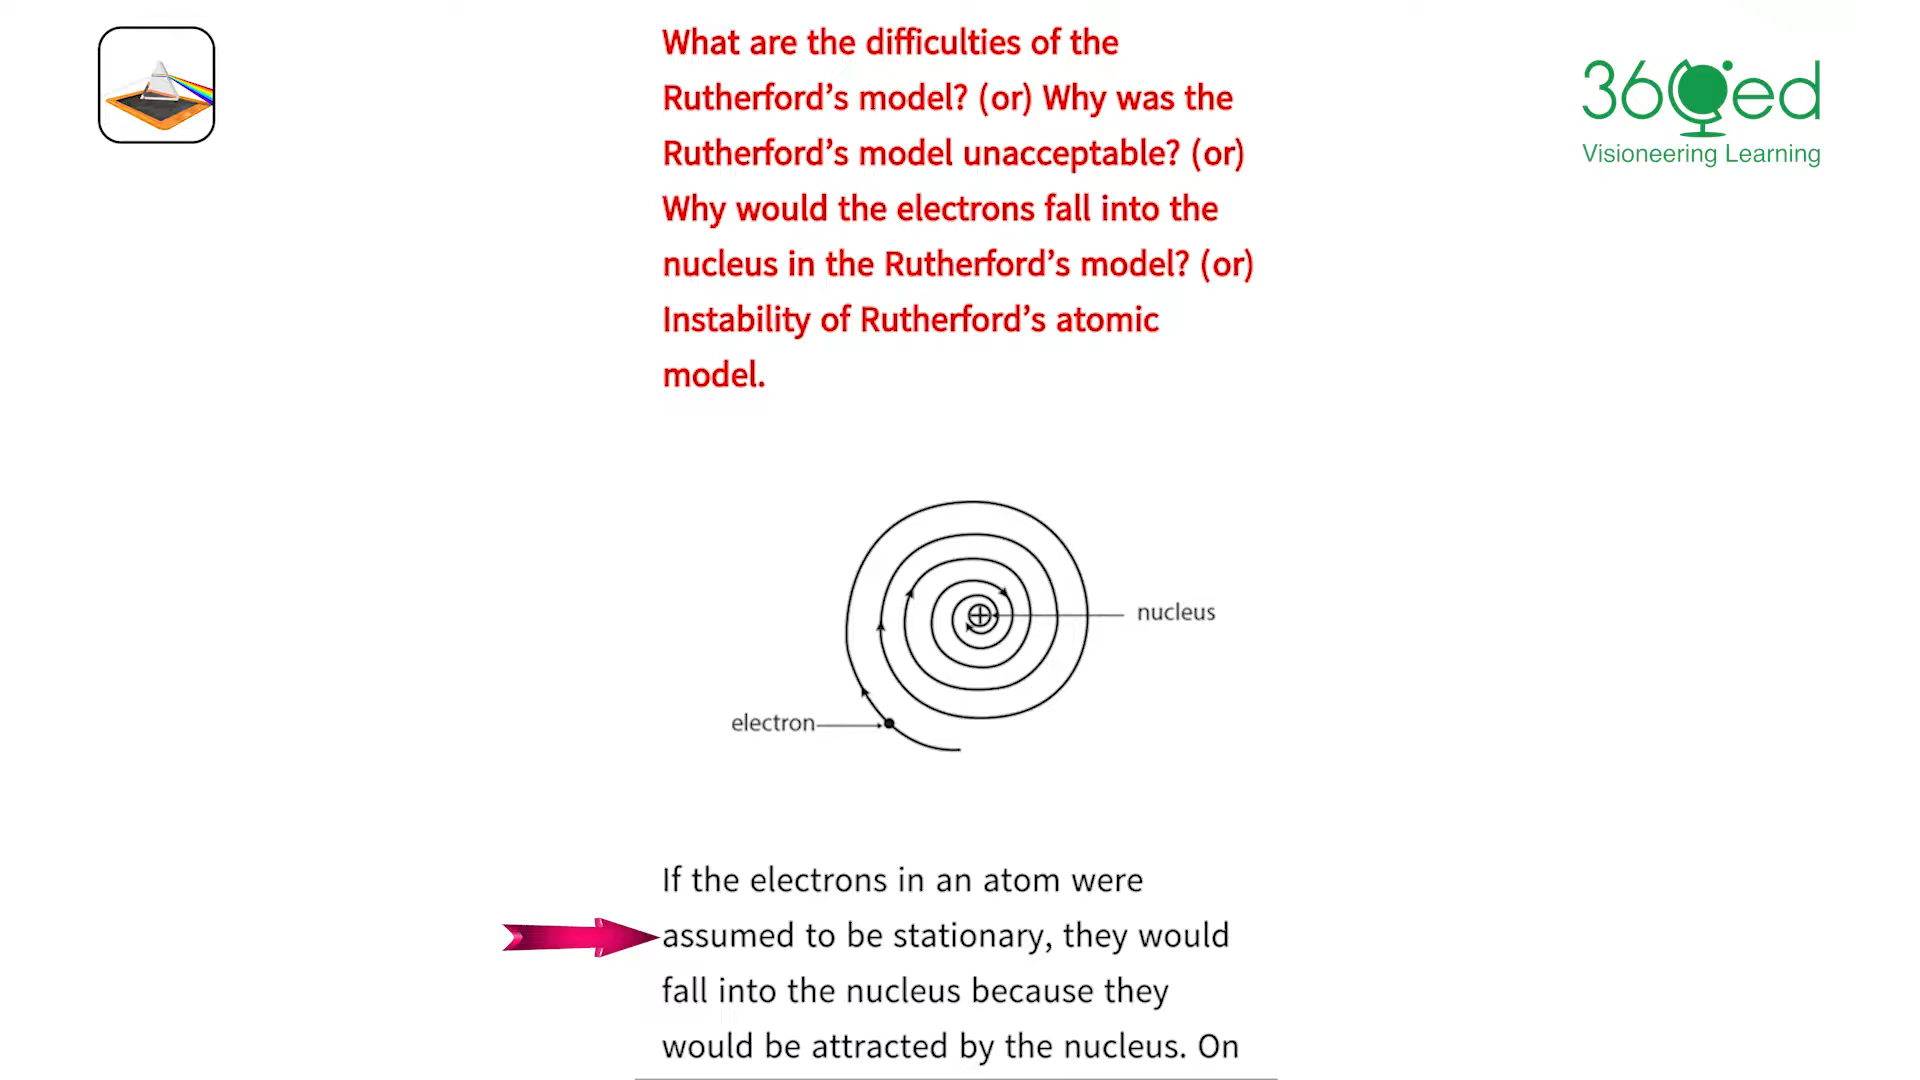 What are the difficulties of the
Rutherford’s model? (or) Why was the
Rutherford’s model unacceptable? (or)
Why would the electrons fall into the
nucleus in the Rutherford’s model? (or)
Instability of Rutherford’s atomic
model.
360ed
Visioneering Learning
nucleus
electron
If the electrons in an atom were
assumed to be stationary, they would
fall into the nucleus because they
would be attracted by the nucleus. On